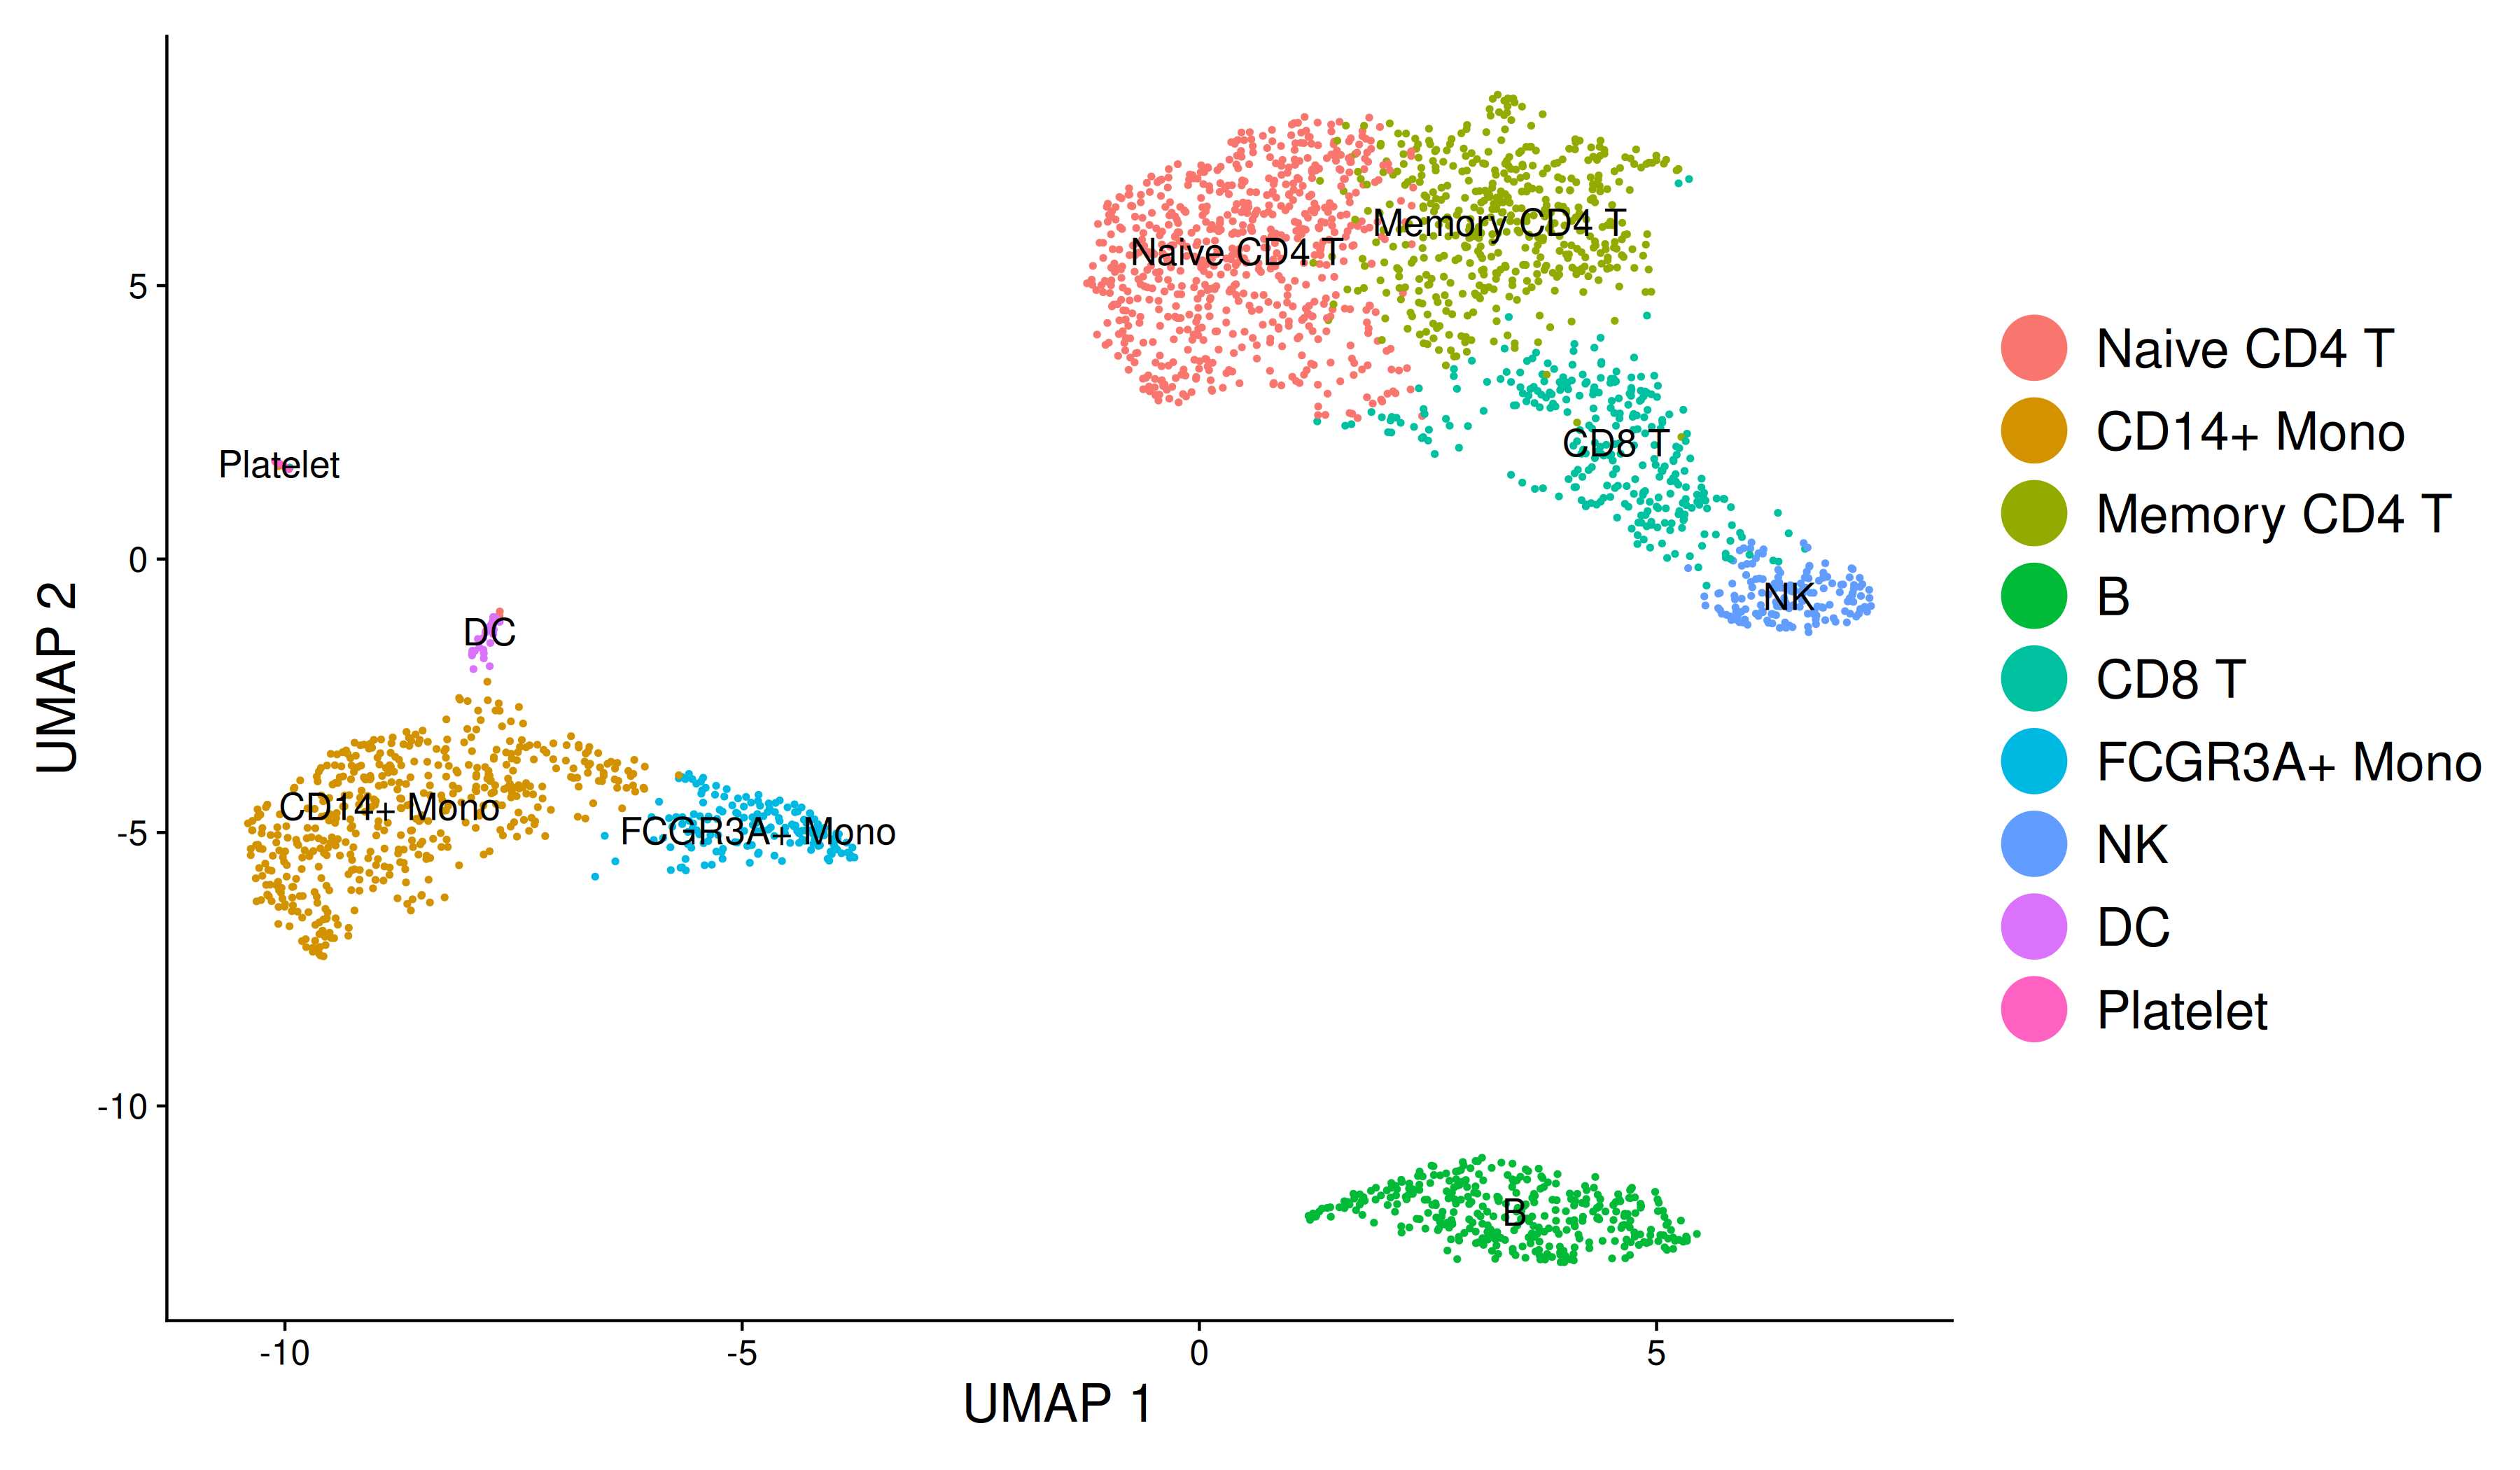 Naive CD4 T
Memory CD4 T
CD8 T
Platelet
NK
DC
CD14+ Mono
FCGR3A+ Mono
B
5
0
-5
-10
UMAP 2
-10
-5
0
5
UMAP 1
Naive CD4 T
CD14+ Mono
Memory CD4 T
B
CD8 T
FCGR3A+ Mono
NK
DC
Platelet